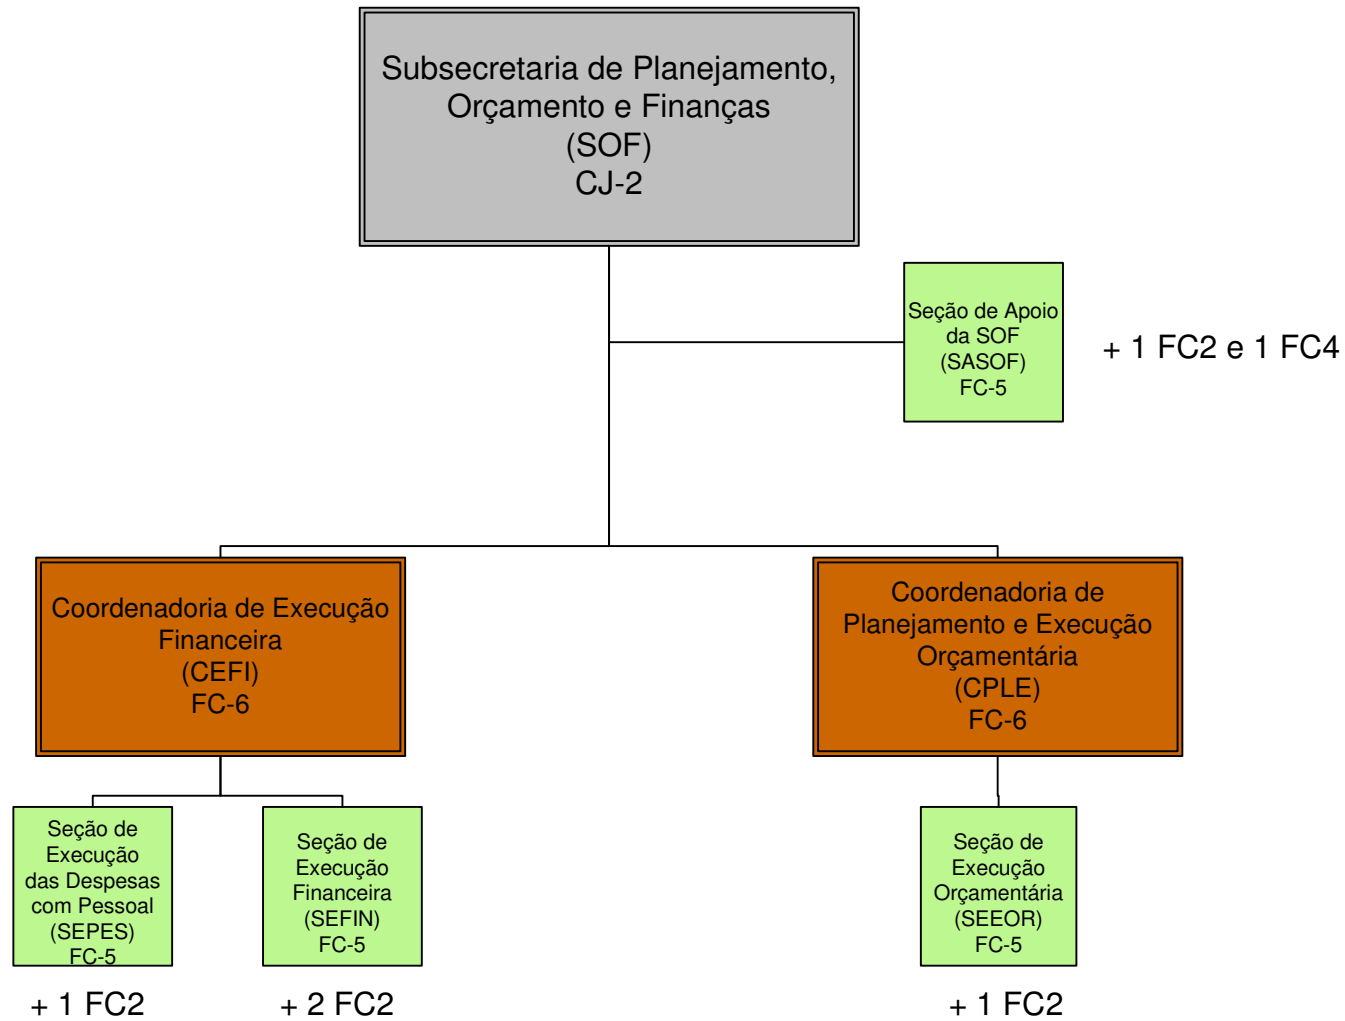 Subsecretaria de Planejamento,
Orçamento e Finanças
(SOF)
CJ-2
Seção de Apoio
da SOF
(SASOF)
FC-5
+ 1 FC2 e 1 FC4
Coordenadoria de Execução
Financeira
(CEFI)
FC-6
Coordenadoria de
Planejamento e Execução
Orçamentária
(CPLE)
FC-6
Seção de
Execução
das Despesas
com Pessoal
(SEPES)
FC-5
+ 1 FC2
Seção de
Execução
Financeira
(SEFIN)
FC-5
+ 2 FC2
Seção de
Execução
Orçamentária
(SEEOR)
FC-5
+ 1 FC2